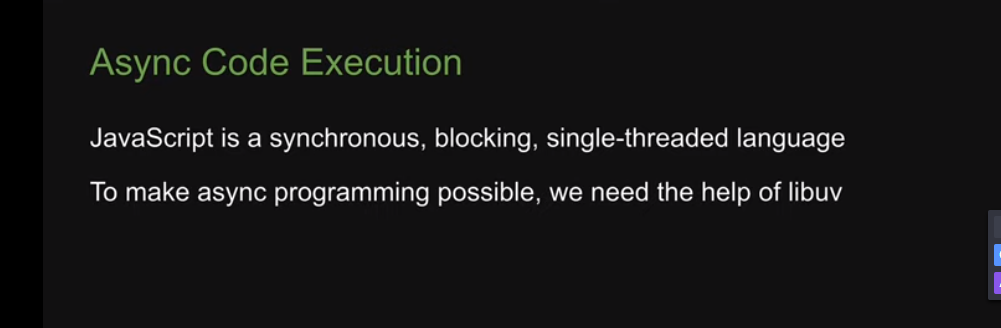 Async Code Execution
JavaScript is a synchronous, blocking, single-threaded language
To make async programming possible, we need the help of libuv